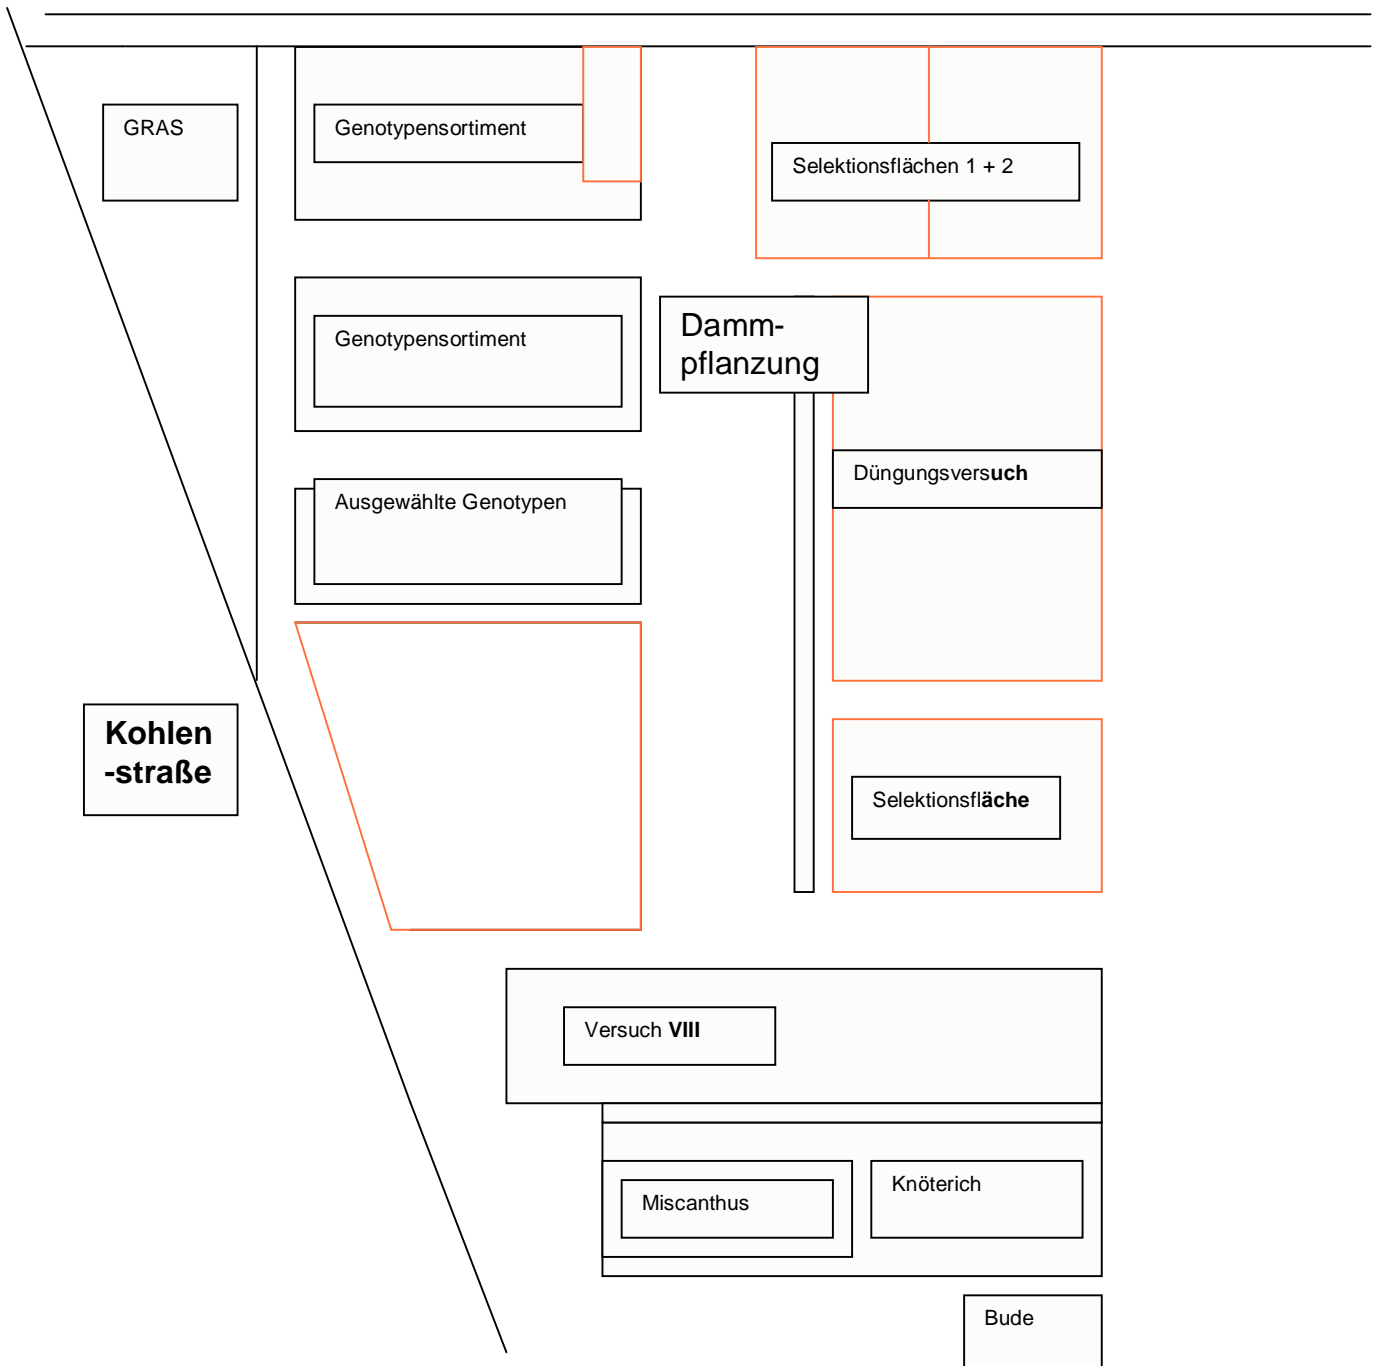 GRAS
Genotypensortiment
Selektionsflächen 1 + 2
Genotypensortiment
Damm-
pflanzung
Düngungsversuch
Ausgewählte Genotypen
Kohlen
-straße
Selektionsfläche
Versuch VIII
Miscanthus
Knöterich
Bude